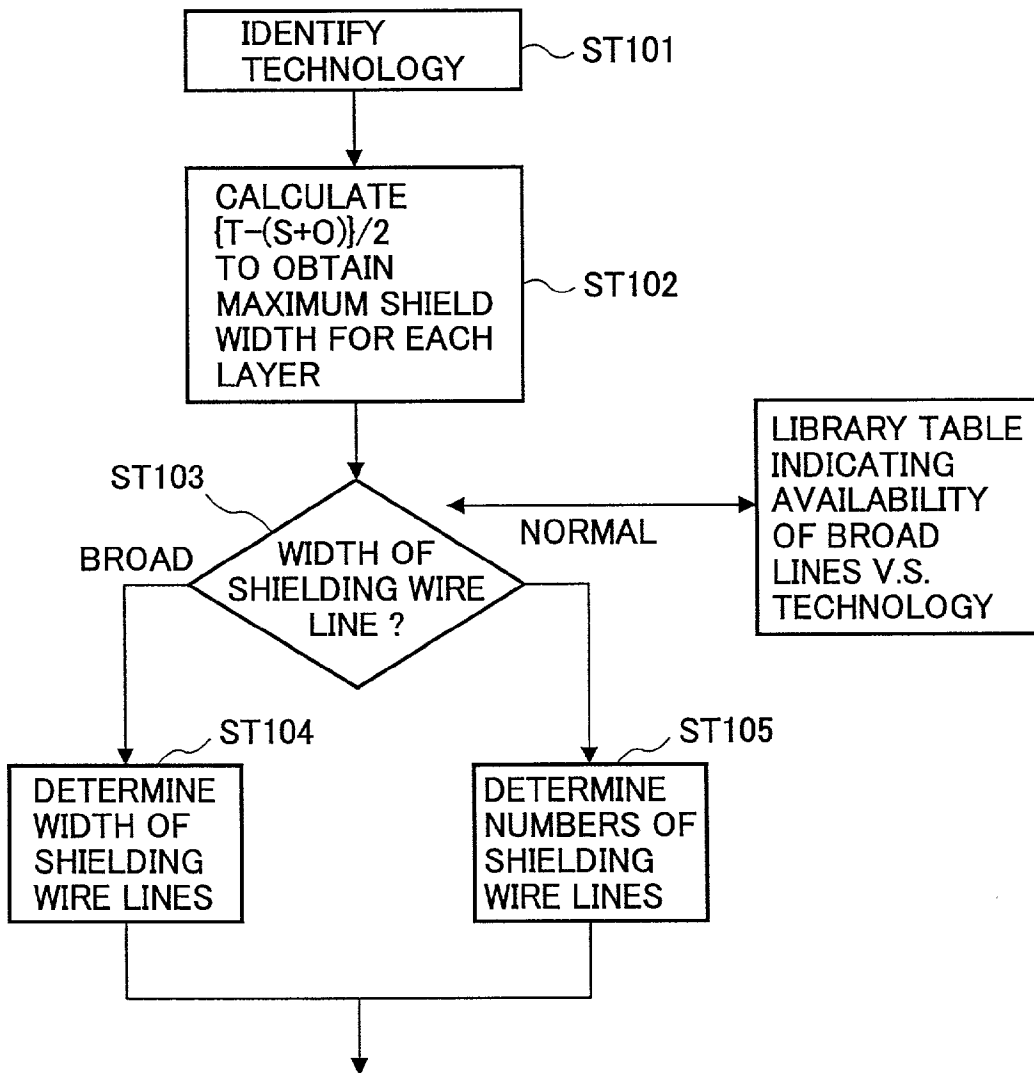 IDENTIFY
TECHNOLOGY
ST101
CALCULATE
{T-(S+O)}/2
TO OBTAIN
MAXIMUM SHIELD
WIDTH FOR EACH
LAYER
ST102
ST103
BROAD
WIDTH OF
SHIELDING WIRE
LINE ?
NORMAL
LIBRARY TABLE
INDICATING
AVAILABILITY
OF BROAD
LINES V.S.
TECHNOLOGY
ST104
DETERMINE
WIDTH OF
SHIELDING
WIRE LINES
ST105
DETERMINE
NUMBERS OF
SHIELDING
WIRE LINES